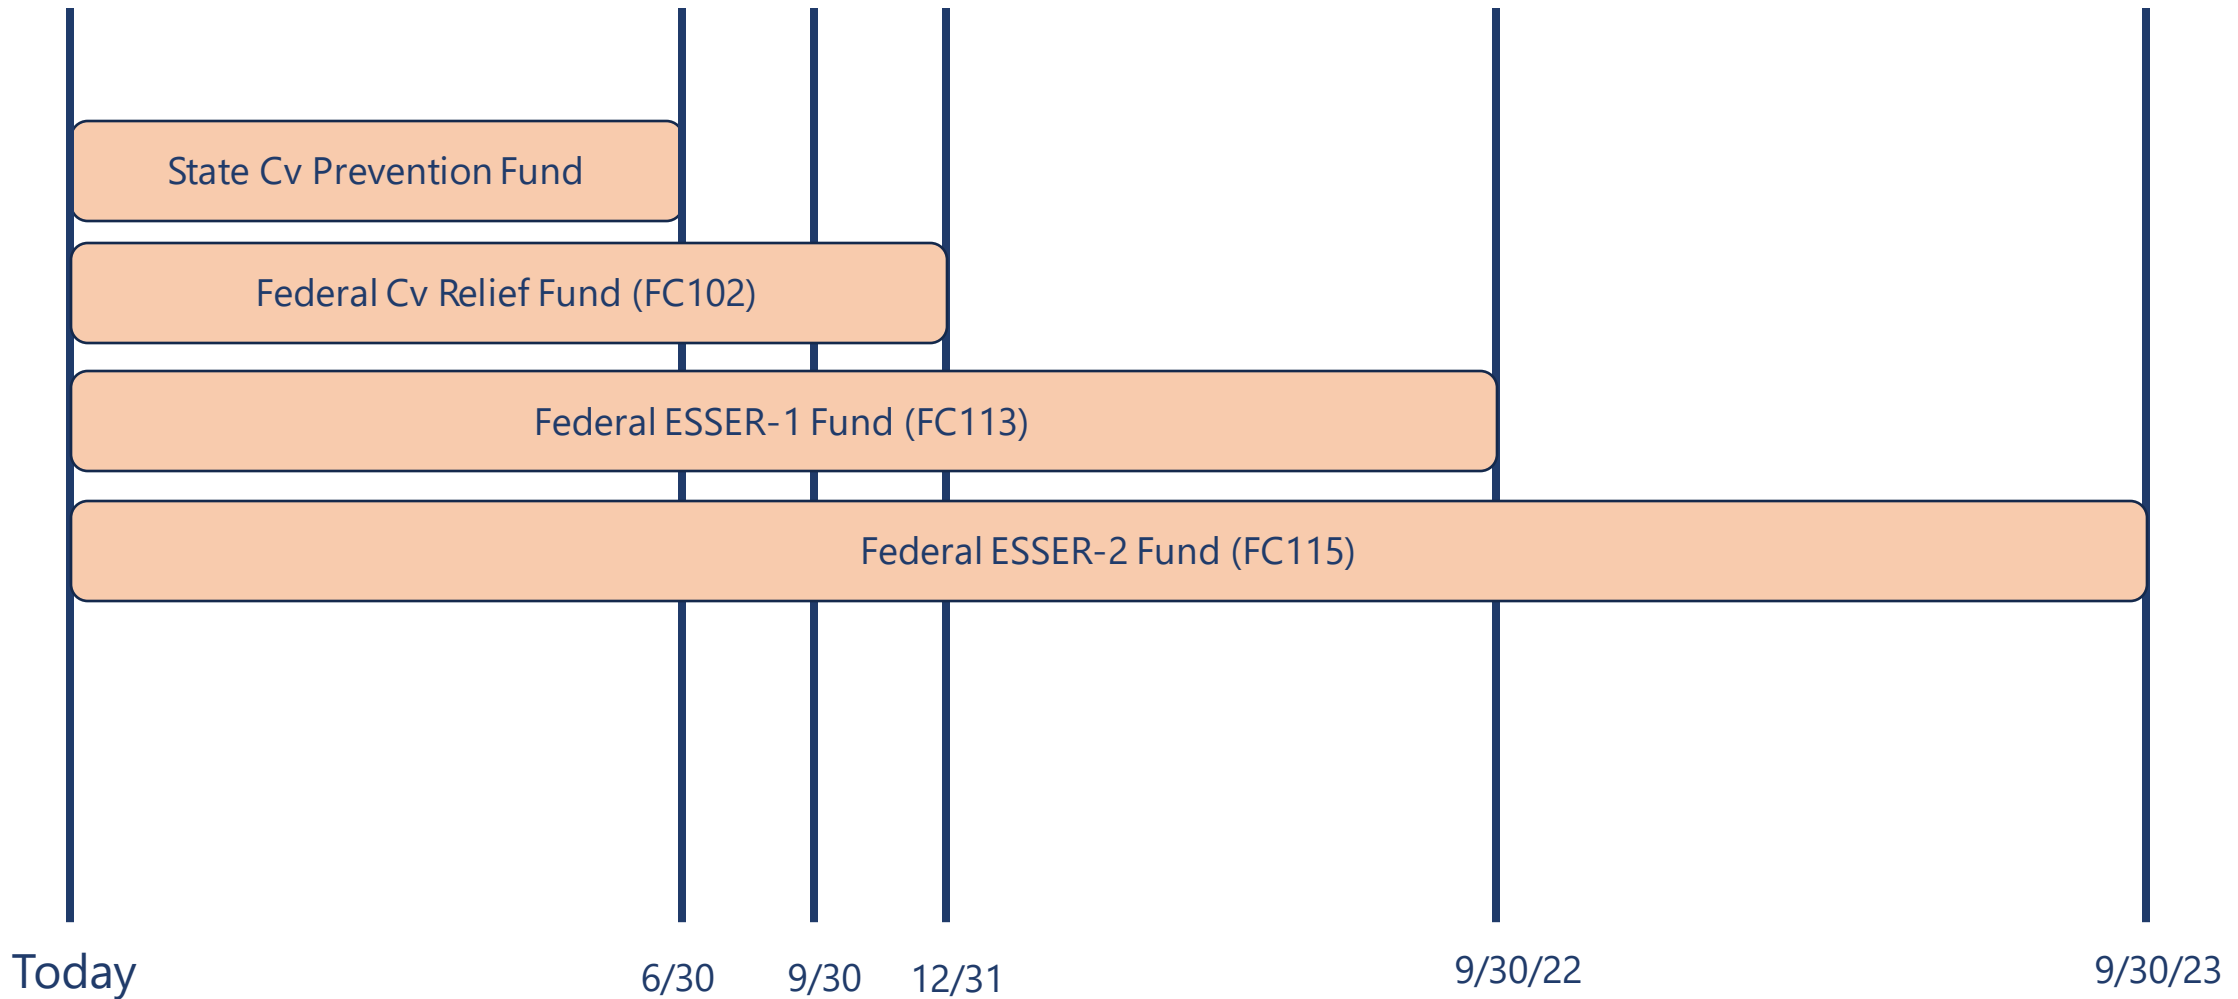 State Cv Prevention Fund
Federal Cv Relief Fund (FC102)
Federal ESSER-1 Fund (FC113)
Federal ESSER-2 Fund (FC115)
Today
6/30
9/30
12/31
9/30/22
9/30/23